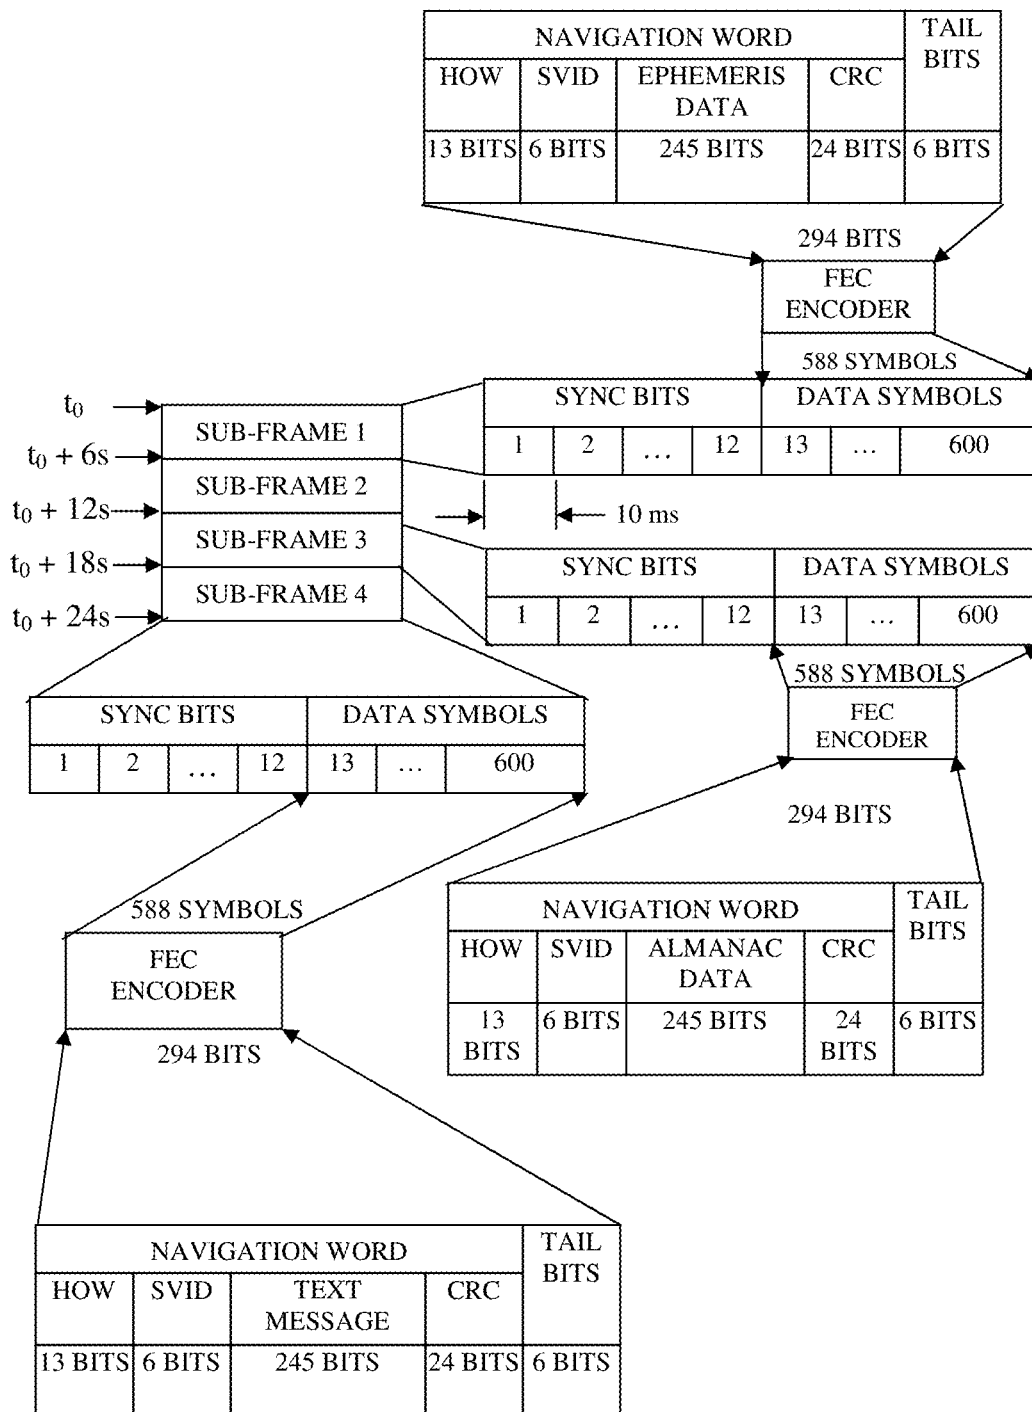 NAVIGATION WORD
TAIL
BITS
HOW
SVID
EPHEMERIS
DATA
CRC
13 BITS
6 BITS
245 BITS
24 BITS
6 BITS
294 BITS
FEC
ENCODER
588 SYMBOLS
SYNC BITS
DATA SYMBOLS
1
2
...
12
13
...
600
10 ms
t0
t0 + 6s
t0 + 12s
t0 + 18s
t0 + 24s
SUB-FRAME 1
SUB-FRAME 2
SUB-FRAME 3
SUB-FRAME 4
SYNC BITS
DATA SYMBOLS
1
2
...
12
13
...
600
588 SYMBOLS
FEC
ENCODER
294 BITS
NAVIGATION WORD
TAIL
BITS
HOW
SVID
ALMANAC
DATA
CRC
13
BITS
6 BITS
245 BITS
24
BITS
6 BITS
SYNC BITS
DATA SYMBOLS
1
2
...
12
13
...
600
588 SYMBOLS
FEC
ENCODER
294 BITS
NAVIGATION WORD
TAIL
BITS
HOW
SVID
TEXT
MESSAGE
CRC
13 BITS
6 BITS
245 BITS
24 BITS
6 BITS